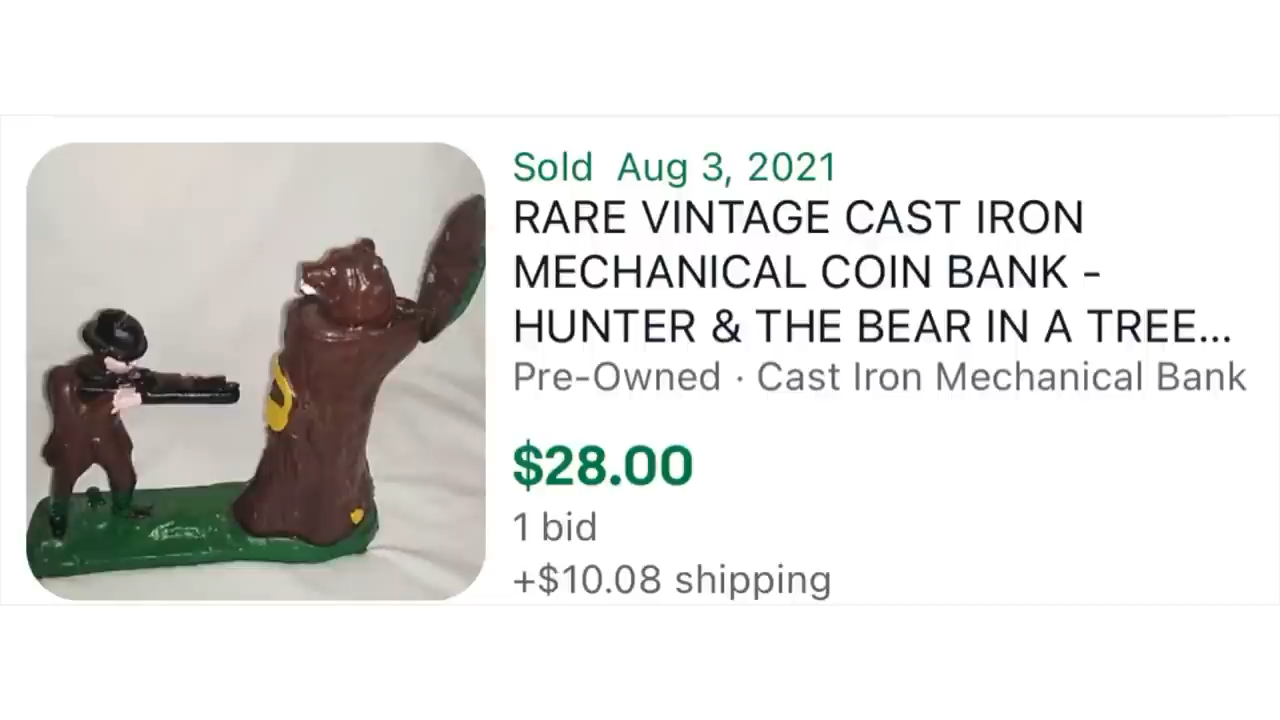 Sold Aug 3, 2021
RARE VINTAGE CAST IRON
MECHANICAL COIN BANK -
HUNTER & THE BEAR IN A TREE...
Pre-Owned · Cast Iron Mechanical Bank
$28.00
1 bid
+$10.08 shipping